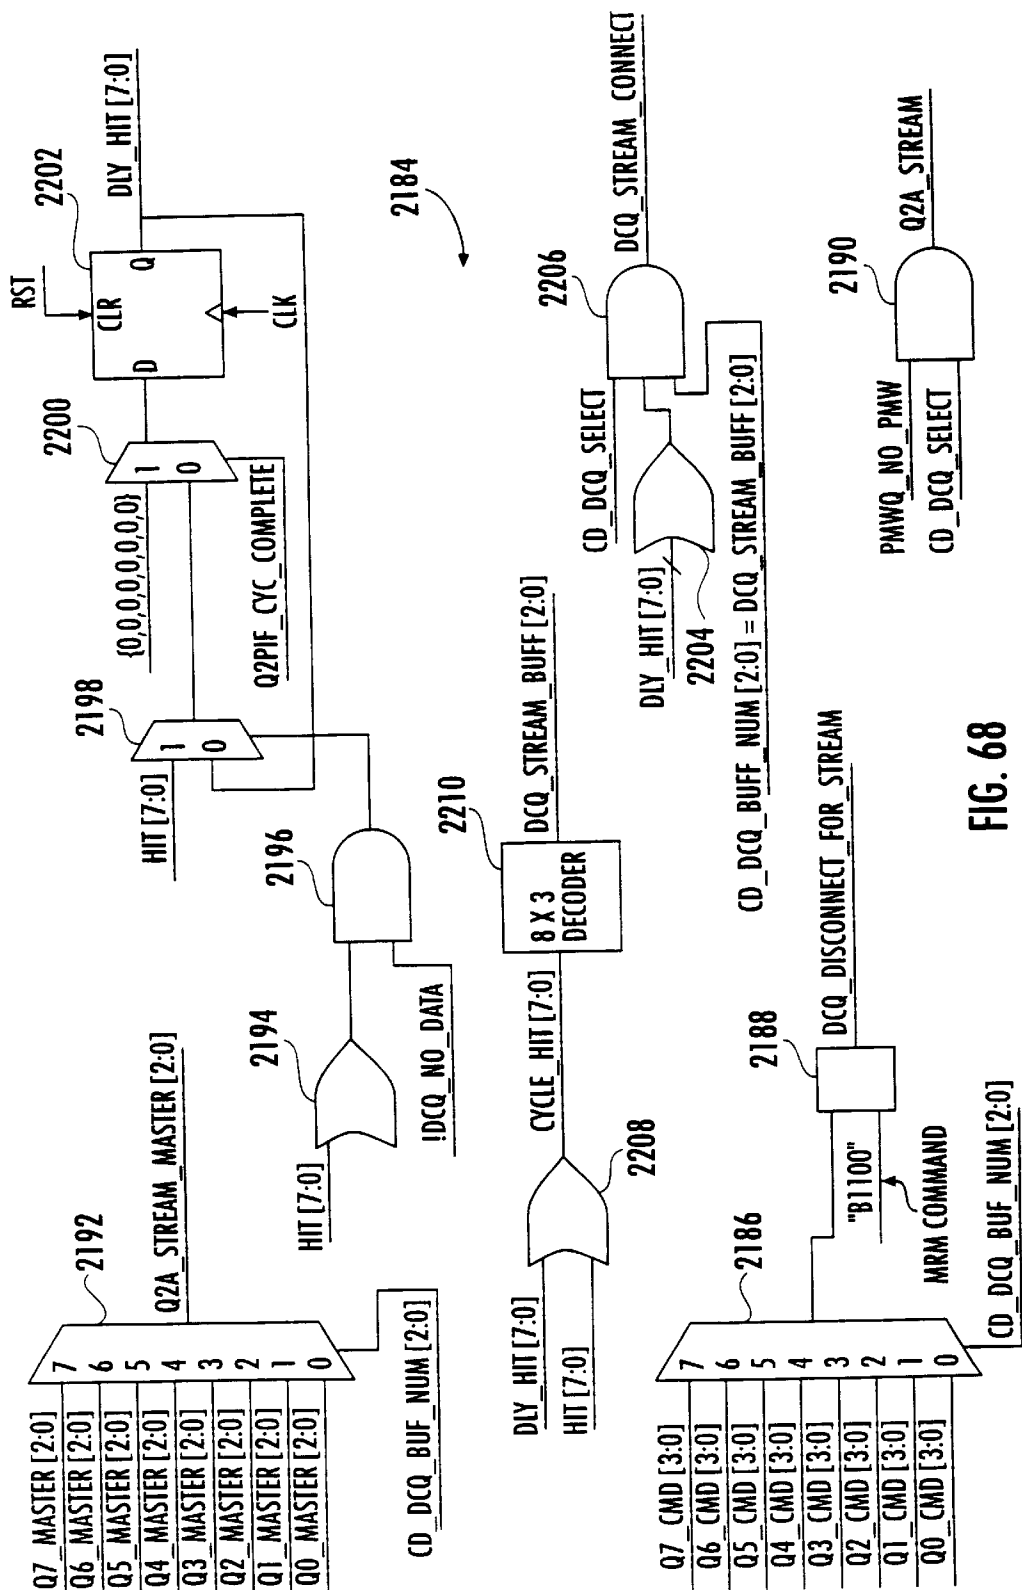 Q7_MASTER [2:0]
Q6_MASTER [2:0]
Q5_MASTER [2:0]
Q4_MASTER [2:0]
Q3_MASTER [2:0]
Q2_MASTER [2:0]
Q1_MASTER [2:0]
Q0_MASTER [2:0]
7
6
5
4
3
2
1
0
2192
Q2A_STREAM_MASTER [2:0]
CD_DCQ_BUF_NUM [2:0]
HIT [7:0]
2194
!DCQ_NO_DATA
2196
HIT [7:0]
1
0
2198
{0,0,0,0,0,0,0,0}
1
0
2200
Q2PIF_CYC_COMPLETE
RST
D
CLR
Q
CLK
2202
DLY_HIT [7:0]
DLY_HIT [7:0]
HIT [7:0]
2208
CYCLE_HIT [7:0]
8 X 3
DECODER
2210
DCQ_STREAM_BUFF [2:0]
2184
CD_DCQ_SELECT
DLY_HIT [7:0]
2204
2206
DCQ_STREAM_CONNECT
CD_DCQ_BUFF_NUM [2:0] = DCQ_STREAM_BUFF [2:0]
Q7_CMD [3:0]
Q6_CMD [3:0]
Q5_CMD [3:0]
Q4_CMD [3:0]
Q3_CMD [3:0]
Q2_CMD [3:0]
Q1_CMD [3:0]
Q0_CMD [3:0]
7
6
5
4
3
2
1
0
2186
"B1100"
MRM COMMAND
CD_DCQ_BUF_NUM [2:0]
2188
DCQ_DISCONNECT_FOR_STREAM
PMWQ_NO_PMW
CD_DCQ_SELECT
2190
Q2A_STREAM
FIG. 68